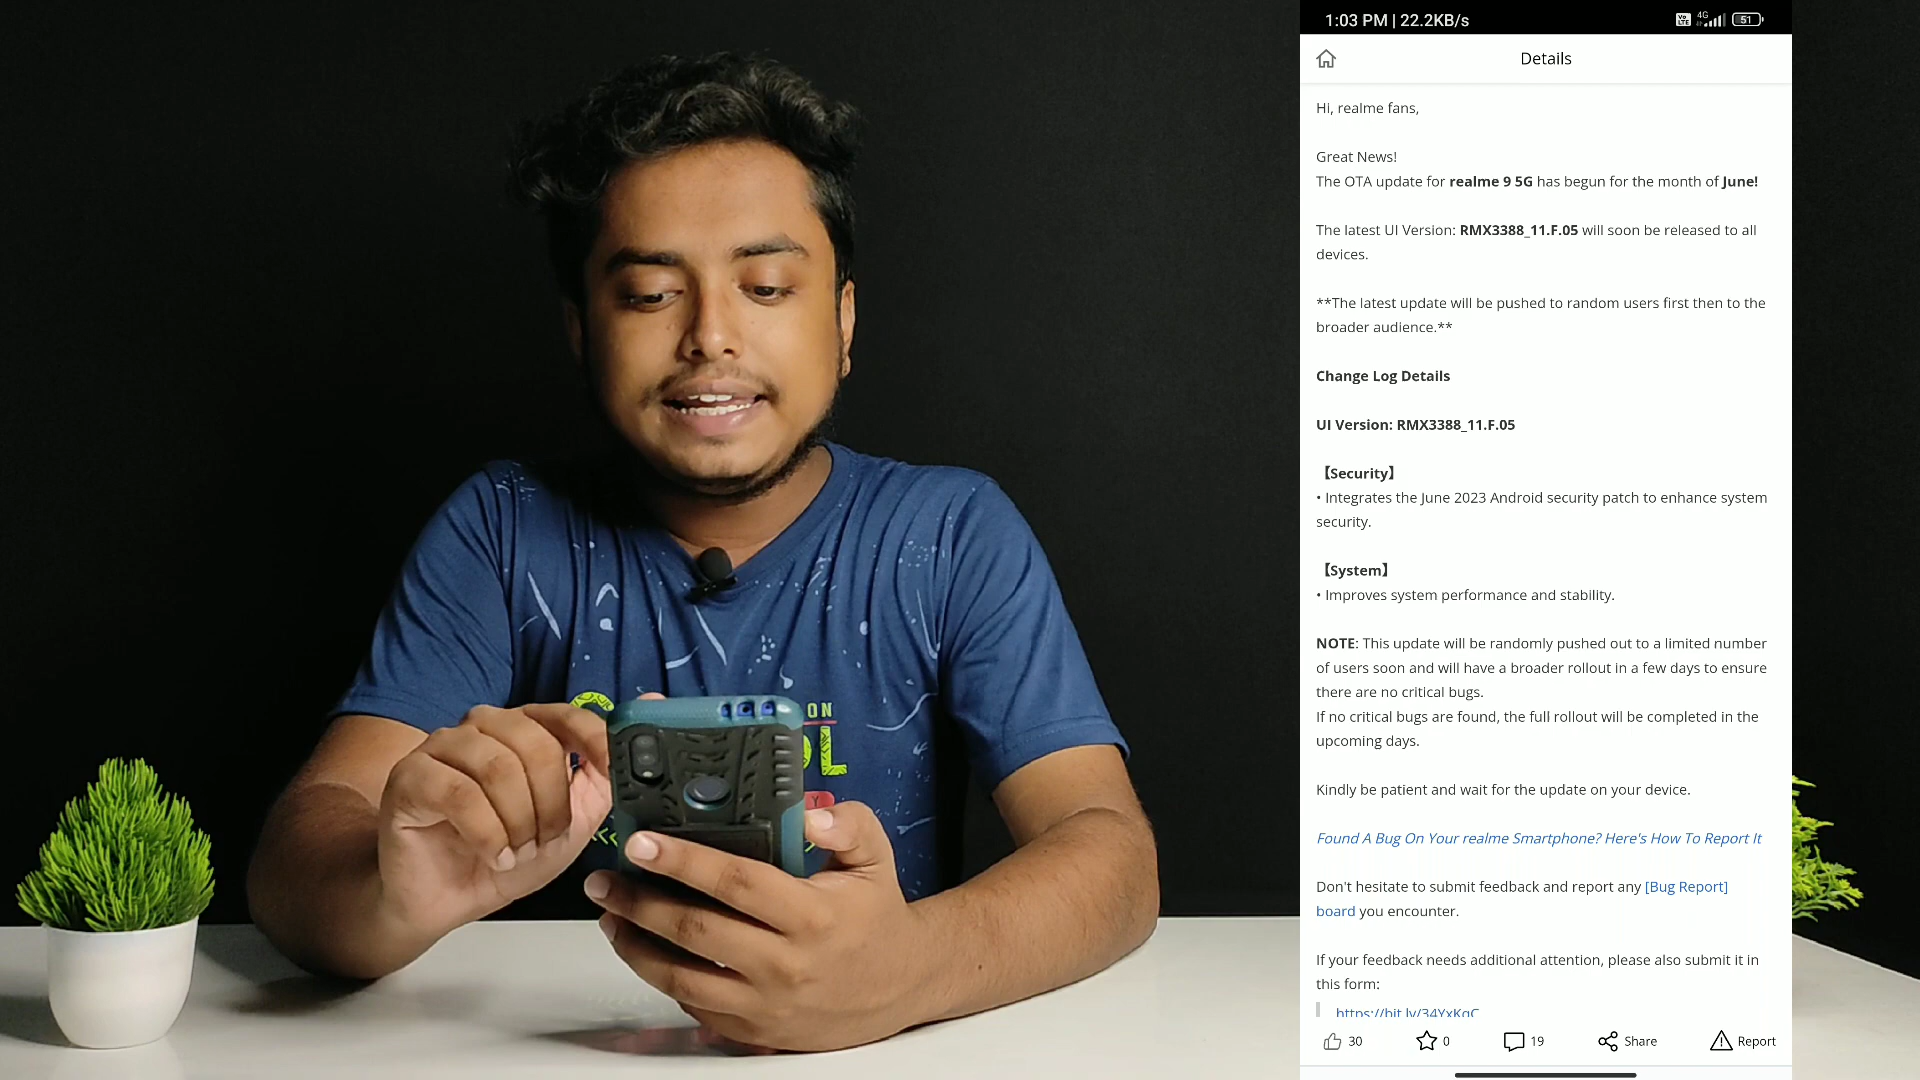 1:03 PM | 22.2KB/s
Vo LTE 4G 51
Details
Hi, realme fans,
Great News!
The OTA update for realme 9 5G has begun for the month of June!
The latest UI Version: RMX3388_11.F.05 will soon be released to all
devices.
**The latest update will be pushed to random users first then to the
broader audience.**
Change Log Details
UI Version: RMX3388_11.F.05
【Security】
• Integrates the June 2023 Android security patch to enhance system
security.
【System】
• Improves system performance and stability.
NOTE: This update will be randomly pushed out to a limited number
of users soon and will have a broader rollout in a few days to ensure
there are no critical bugs.
If no critical bugs are found, the full rollout will be completed in the
upcoming days.
Kindly be patient and wait for the update on your device.
Found A Bug On Your realme Smartphone? Here's How To Report It
Don't hesitate to submit feedback and report any [Bug Report]
board you encounter.
If your feedback needs additional attention, please also submit it in
this form:
https://bit.ly/34YxKqC
30 0 19 Share Report
ON
OL
Y